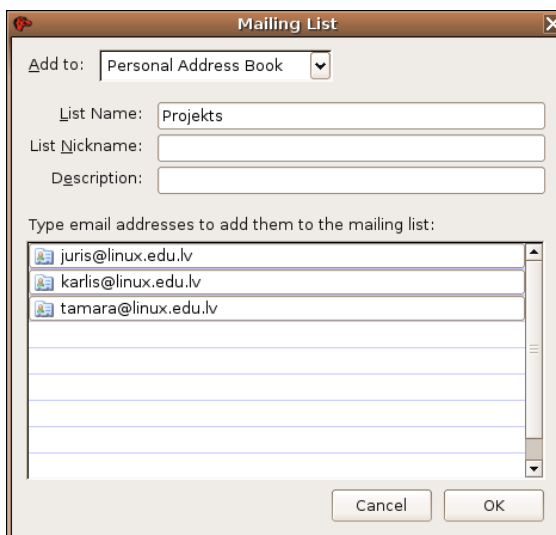 Mailing List
Add to: Personal Address Book
List Name: Projekts
List Nickname:
Description:
Type email addresses to add them to the mailing list:
juris@linux.edu.lv
karlis@linux.edu.lv
tamara@linux.edu.lv
Cancel OK